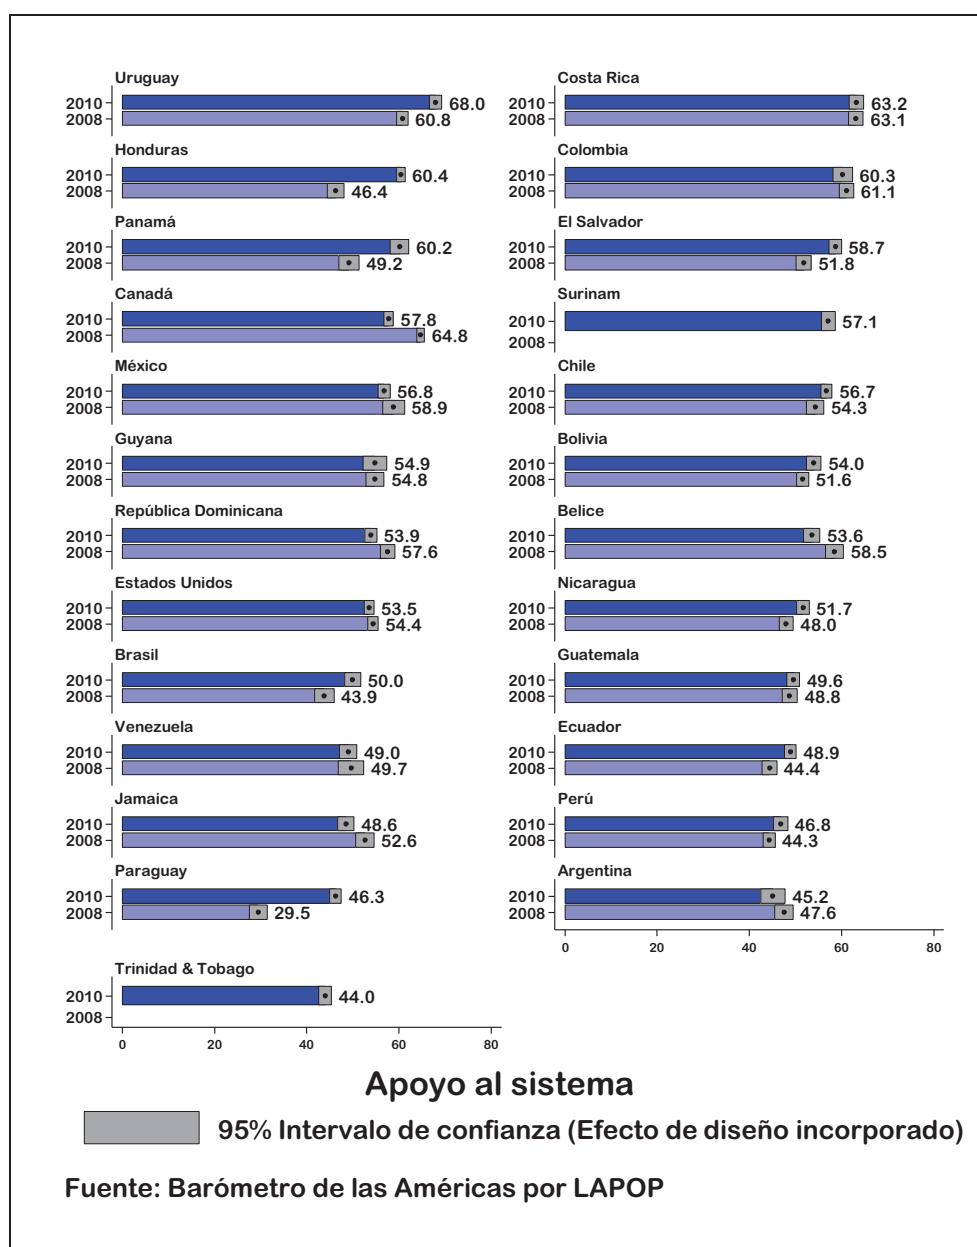 Uruguay
2010 68.0
2008 60.8
Costa Rica
2010 63.2
2008 63.1
Honduras
2010 60.4
2008 46.4
Colombia
2010 60.3
2008 61.1
Panamá
2010 60.2
2008 49.2
El Salvador
2010 58.7
2008 51.8
Canadá
2010 57.8
2008 64.8
Surinam
2010 57.1
2008
México
2010 56.8
2008 58.9
Chile
2010 56.7
2008 54.3
Guyana
2010 54.9
2008 54.8
Bolivia
2010 54.0
2008 51.6
República Dominicana
2010 53.9
2008 57.6
Belice
2010 53.6
2008 58.5
Estados Unidos
2010 53.5
2008 54.4
Nicaragua
2010 51.7
2008 48.0
Brasil
2010 50.0
2008 43.9
Guatemala
2010 49.6
2008 48.8
Venezuela
2010 49.0
2008 49.7
Ecuador
2010 48.9
2008 44.4
Jamaica
2010 48.6
2008 52.6
Perú
2010 46.8
2008 44.3
Paraguay
2010 46.3
2008 29.5
Argentina
2010 45.2
2008 47.6
0 20 40 60 80
Trinidad & Tobago
2010 44.0
2008
0 20 40 60 80
Apoyo al sistema
95% Intervalo de confianza (Efecto de diseño incorporado)
Fuente: Barómetro de las Américas por LAPOP